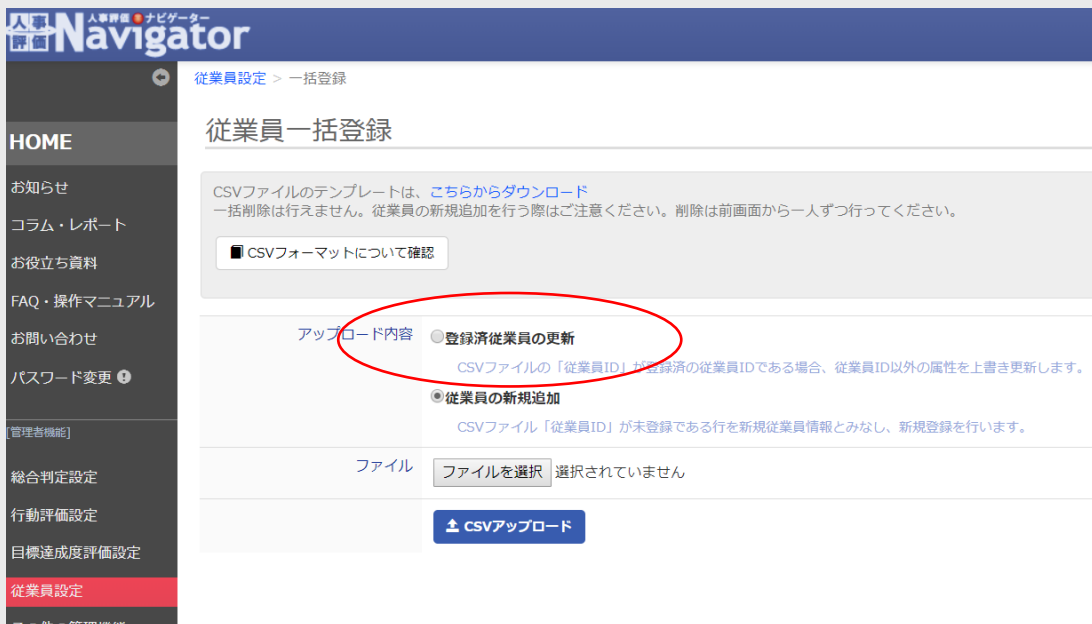 人事評価ナビゲーター
人事評価 Navigator
従業員設定 > 一括登録
従業員一括登録
HOME
お知らせ
コラム・レポート
お役立ち資料
FAQ・操作マニュアル
お問い合わせ
パスワード変更
[管理者機能]
総合判定設定
行動評価設定
目標達成度評価設定
従業員設定
その他の管理機能
CSVファイルのテンプレートは、こちらからダウンロード
一括削除は行えません。従業員の新規追加を行う際はご注意ください。削除は前画面から一人ずつ行ってください。
CSVフォーマットについて確認
アップロード内容
登録済従業員の更新
CSVファイルの「従業員ID」が登録済の従業員IDである場合、従業員ID以外の属性を上書き更新します。
従業員の新規追加
CSVファイル「従業員ID」が未登録である行を新規従業員情報とみなし、新規登録を行います。
ファイル
ファイルを選択 選択されていません
CSVアップロード